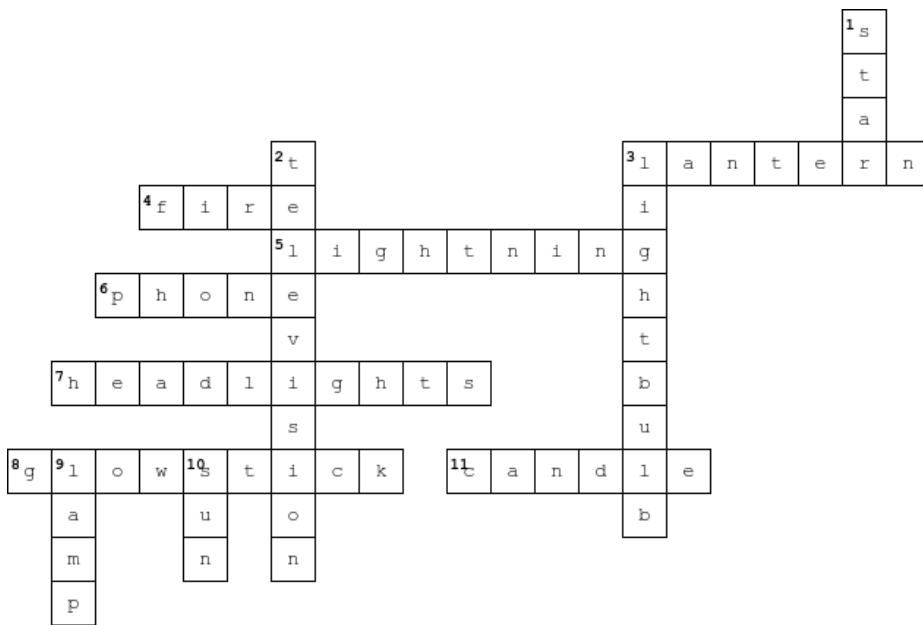 1 s
t
a
2 t 3 l a n t e r n
4 f i r e i
5 l i g h t n i n g
6 p h o n e h
v t
7 h e a d l i g h t s b
s u
8 g 9 l o w 10 s t i c k 11 c a n d l e
a u o b
m n n
p